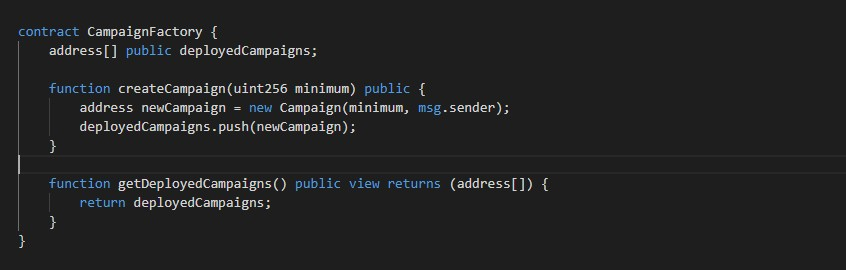 contract CampaignFactory {
    address[] public deployedCampaigns;

    function createCampaign(uint256 minimum) public {
        address newCampaign = new Campaign(minimum, msg.sender);
        deployedCampaigns.push(newCampaign);
    }

    function getDeployedCampaigns() public view returns (address[]) {
        return deployedCampaigns;
    }
}